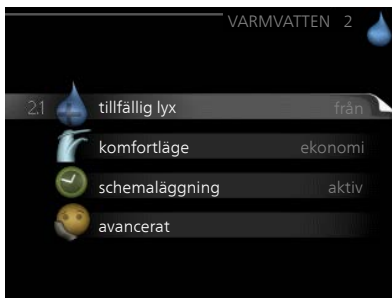 VARMVATTEN 2
2.1 tillfällig lyx från
komfortläge ekonomi
schemaläggning aktiv
avancerat